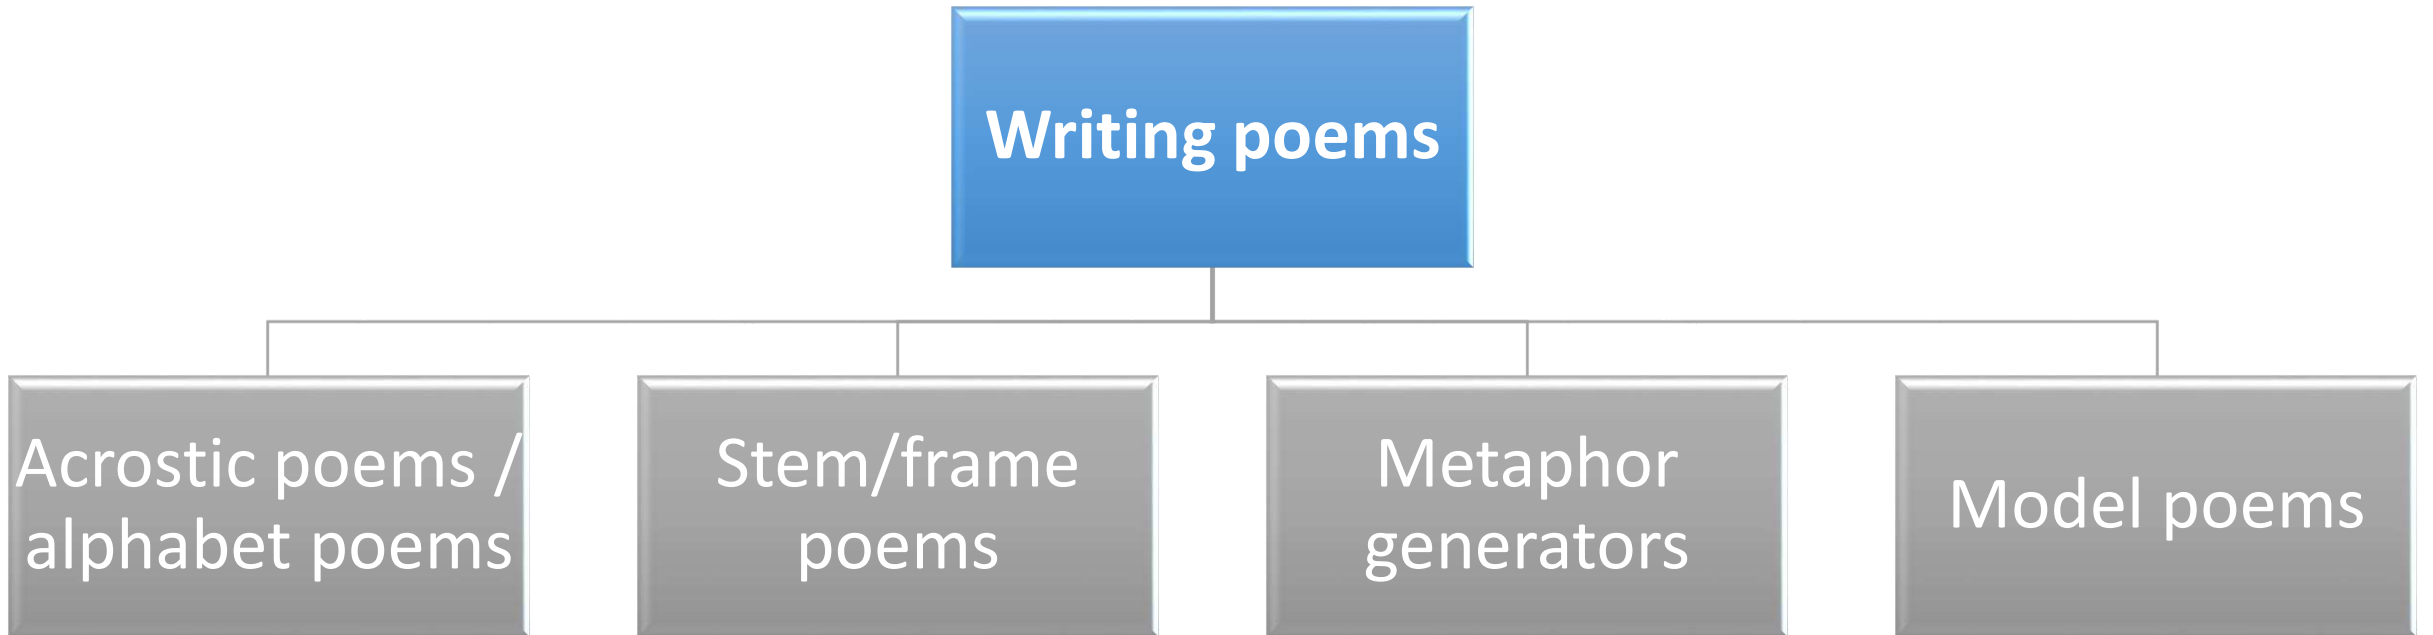 Writing poems
Acrostic poems /
alphabet poems
Stem/frame
poems
Metaphor
generators
Model poems